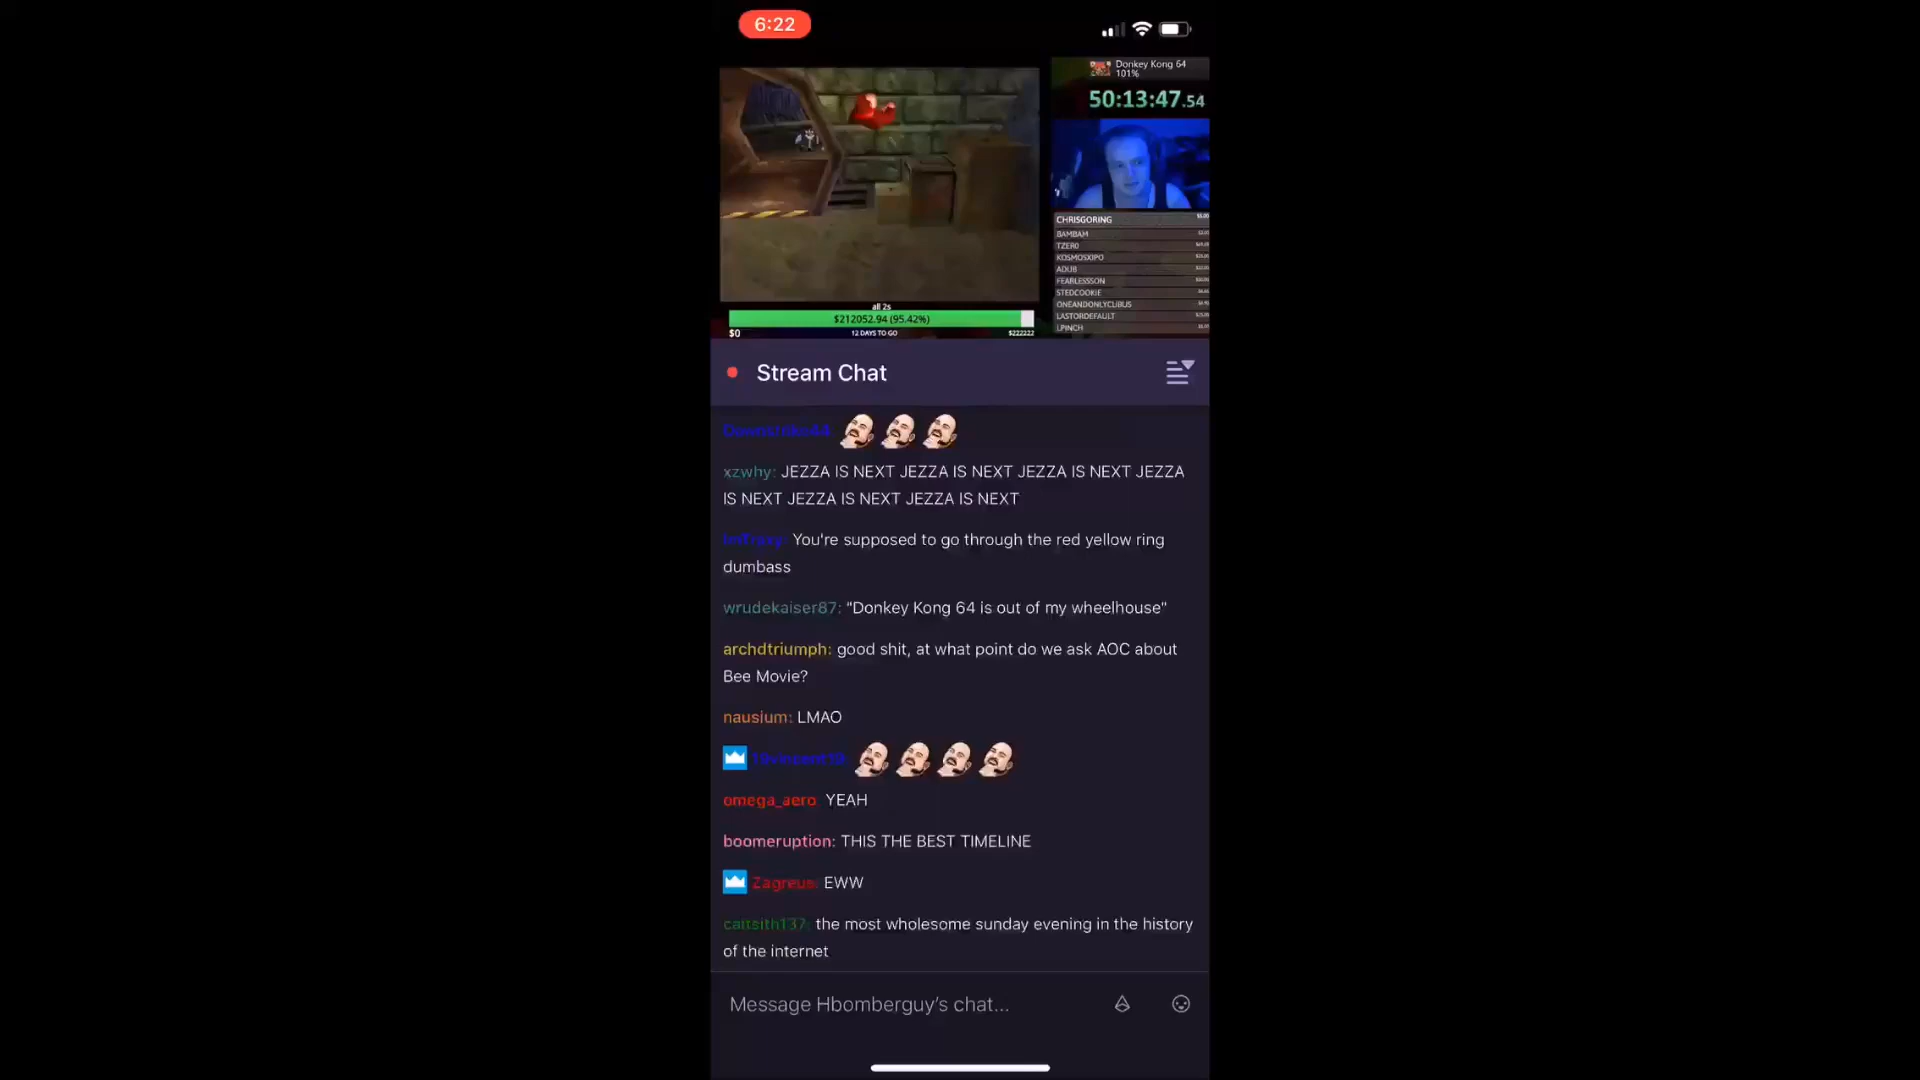 6:22
Donkey Kong 64
101%
50:13:47.54
CHRISGORING
BAMBAM
TZERO
KOSMOSXIPO
ADUB
FEARLESSSON
STEDCOOKIE
ONEANDONLYCUBUS
LASTORDEFAULT
LPINCH
all 2s
$212052.94 (95.42%)
$0
12 DAYS TO GO
$222222
Stream Chat
xzwhy: JEZZA IS NEXT JEZZA IS NEXT JEZZA IS NEXT JEZZA
IS NEXT JEZZA IS NEXT JEZZA IS NEXT
You're supposed to go through the red yellow ring
dumbass
wrudekaiser87: "Donkey Kong 64 is out of my wheelhouse"
archdtriumph: good shit, at what point do we ask AOC about
Bee Movie?
nausium: LMAO
omega_aero: YEAH
boomeruption: THIS THE BEST TIMELINE
Zagreus: EWW
caitsith137: the most wholesome sunday evening in the history
of the internet
Message Hbomberguy's chat...